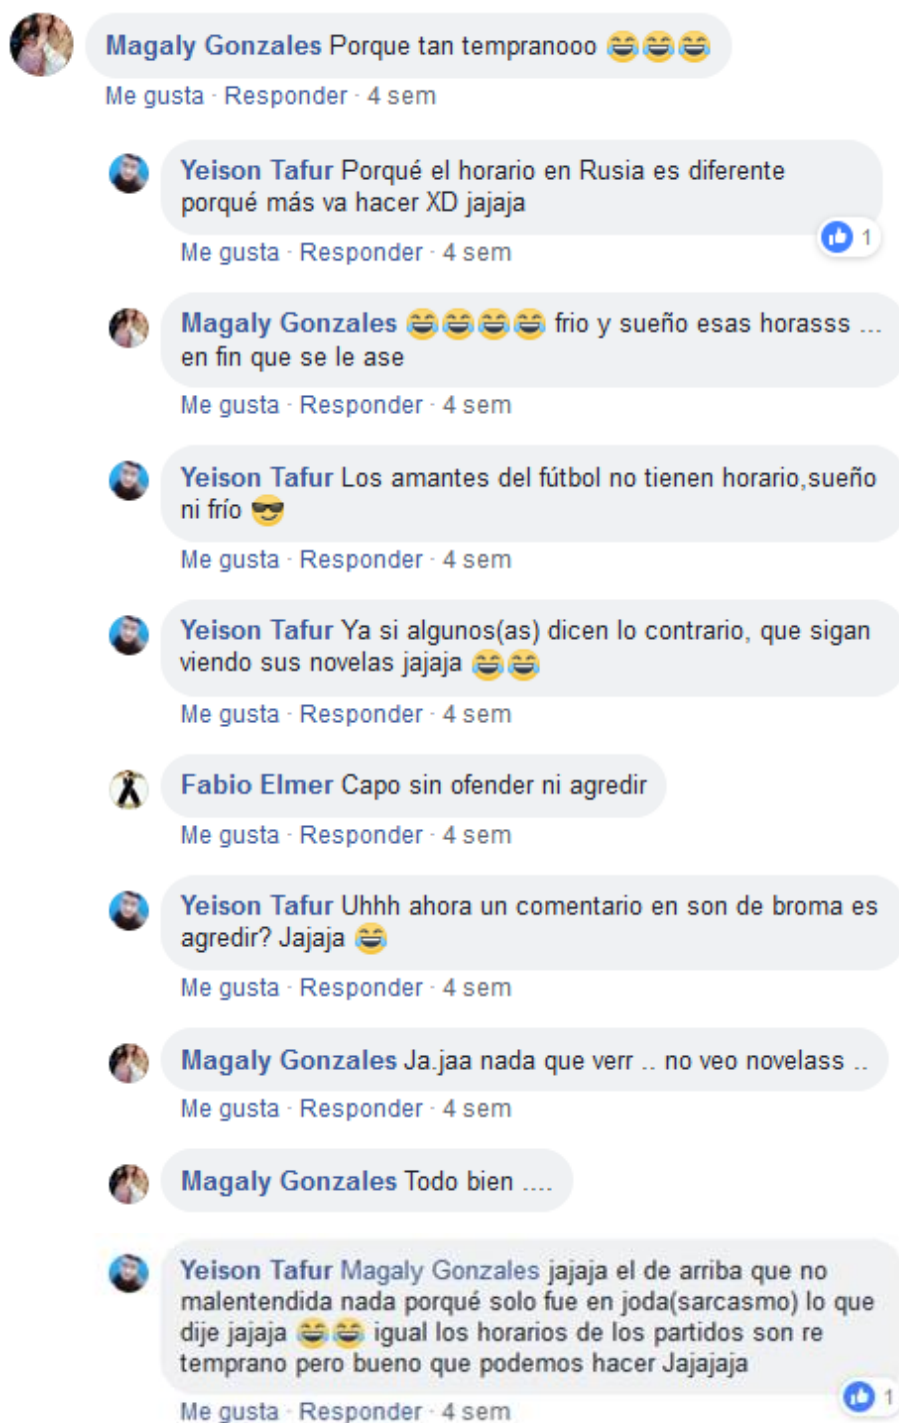 Magaly Gonzales Porque tan tempranooo 😂😂😂
Me gusta · Responder · 4 sem
Yeison Tafur Porqué el horario en Rusia es diferente
porqué más va hacer XD jajaja
1
Me gusta · Responder · 4 sem
Magaly Gonzales 😂😂😂😂 frio y sueño esas horasss ...
en fin que se le ase
Me gusta · Responder · 4 sem
Yeison Tafur Los amantes del fútbol no tienen horario,sueño
ni frío 😎
Me gusta · Responder · 4 sem
Yeison Tafur Ya si algunos(as) dicen lo contrario, que sigan
viendo sus novelas jajaja 😂😂
Me gusta · Responder · 4 sem
Fabio Elmer Capo sin ofender ni agredir
Me gusta · Responder · 4 sem
Yeison Tafur Uhhh ahora un comentario en son de broma es
agredir? Jajaja 😂
Me gusta · Responder · 4 sem
Magaly Gonzales Ja.jaa nada que verr .. no veo novelass ..
Me gusta · Responder · 4 sem
Magaly Gonzales Todo bien ....
Yeison Tafur Magaly Gonzales jajaja el de arriba que no
malentendida nada porqué solo fue en joda(sarcasmo) lo que
dije jajaja 😂😂 igual los horarios de los partidos son re
temprano pero bueno que podemos hacer Jajajaja
1
Me gusta · Responder · 4 sem